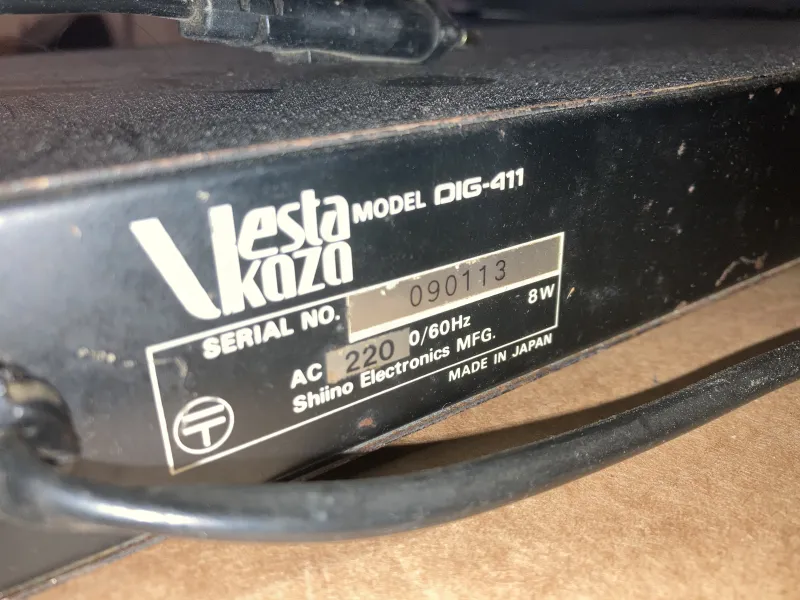 Vesta
kaza
MODEL DIG-411
SERIAL NO. 090113
AC 220 0/60Hz 8W
Shiino Electronics MFG.
MADE IN JAPAN